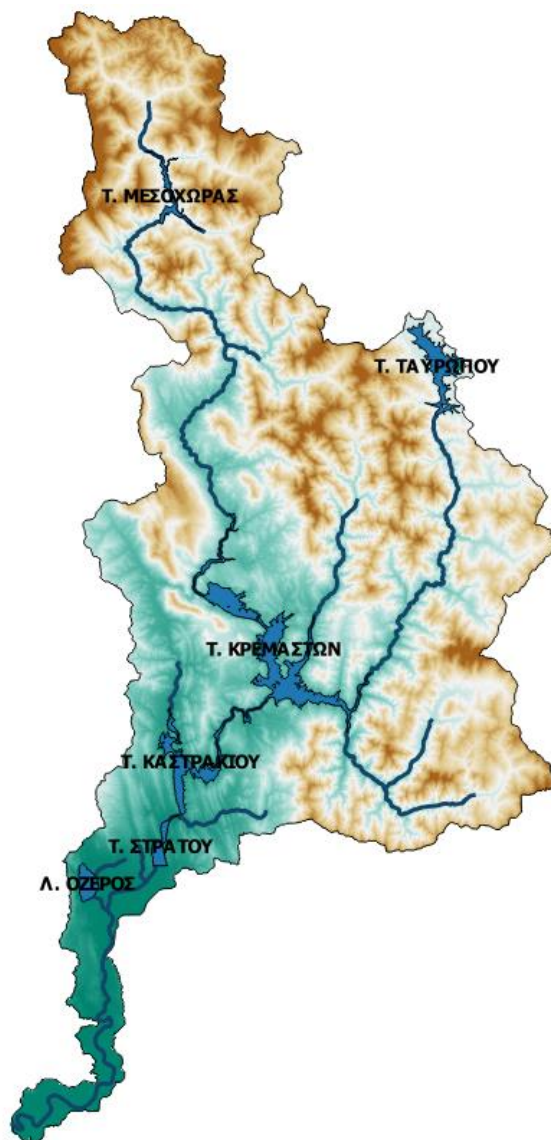 Τ. ΜΕΣΟΧΩΡΑΣ
Τ. ΤΑΥΡΩΠΟΥ
Τ. ΚΡΕΜΑΣΤΩΝ
Τ. ΚΑΣΤΡΑΚΙΟΥ
Τ. ΣΤΡΑΤΟΥ
Λ. ΟΖΕΡΟΣ